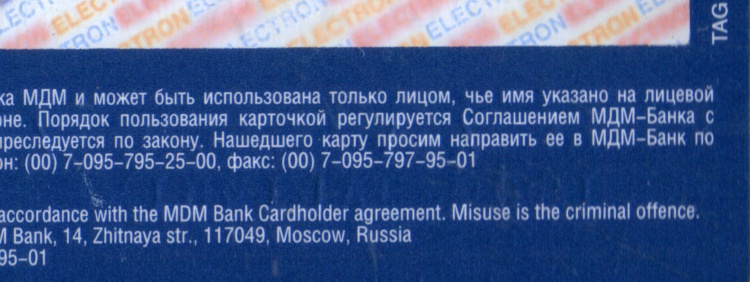 ELECTRON ELECTRON ELECTRON
TAG
МДМ и может быть использована только лицом, чье имя указано на лицевой
Порядок пользования карточкой регулируется Соглашением МДМ–Банка с
преследуется по закону. Нашедшего карту просим направить ее в МДМ–Банк по
(00) 7–095–795–25–00, факс: (00) 7–095–797–95–01
accordance with the MDM Bank Cardholder agreement. Misuse is the criminal offence.
Bank, 14, Zhitnaya str., 117049, Moscow, Russia
95–01